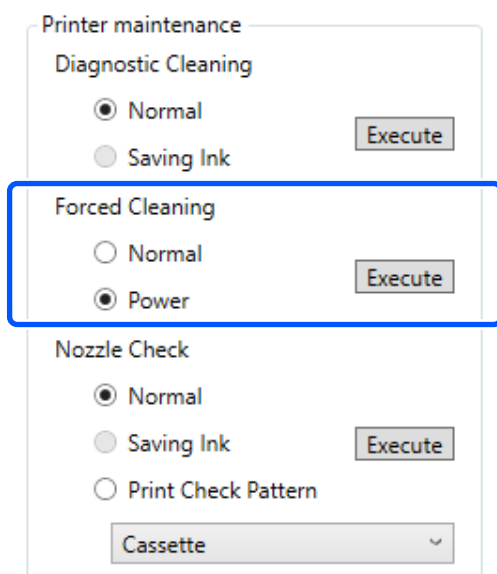 Printer maintenance
Diagnostic Cleaning
Normal
Execute
Saving Ink
Forced Cleaning
Normal
Execute
Power
Nozzle Check
Normal
Saving Ink
Execute
Print Check Pattern
Cassette